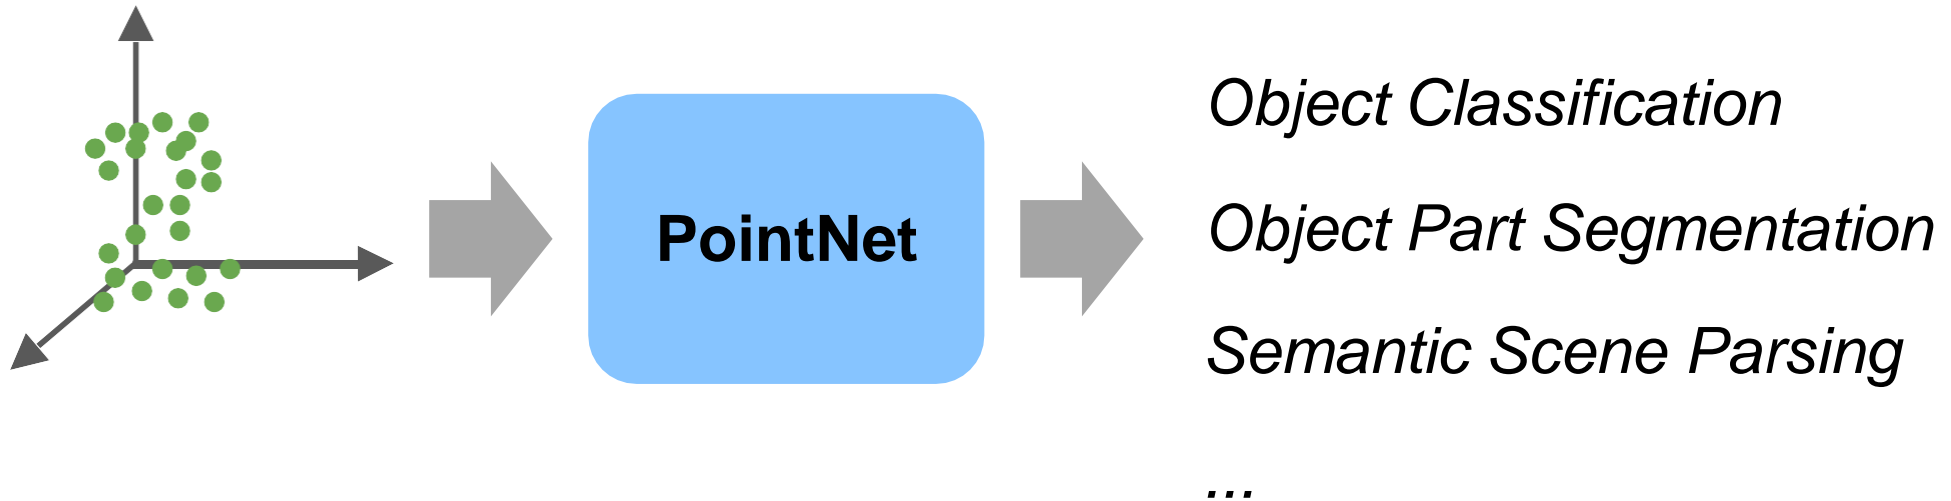 PointNet
Object Classification
Object Part Segmentation
Semantic Scene Parsing
...